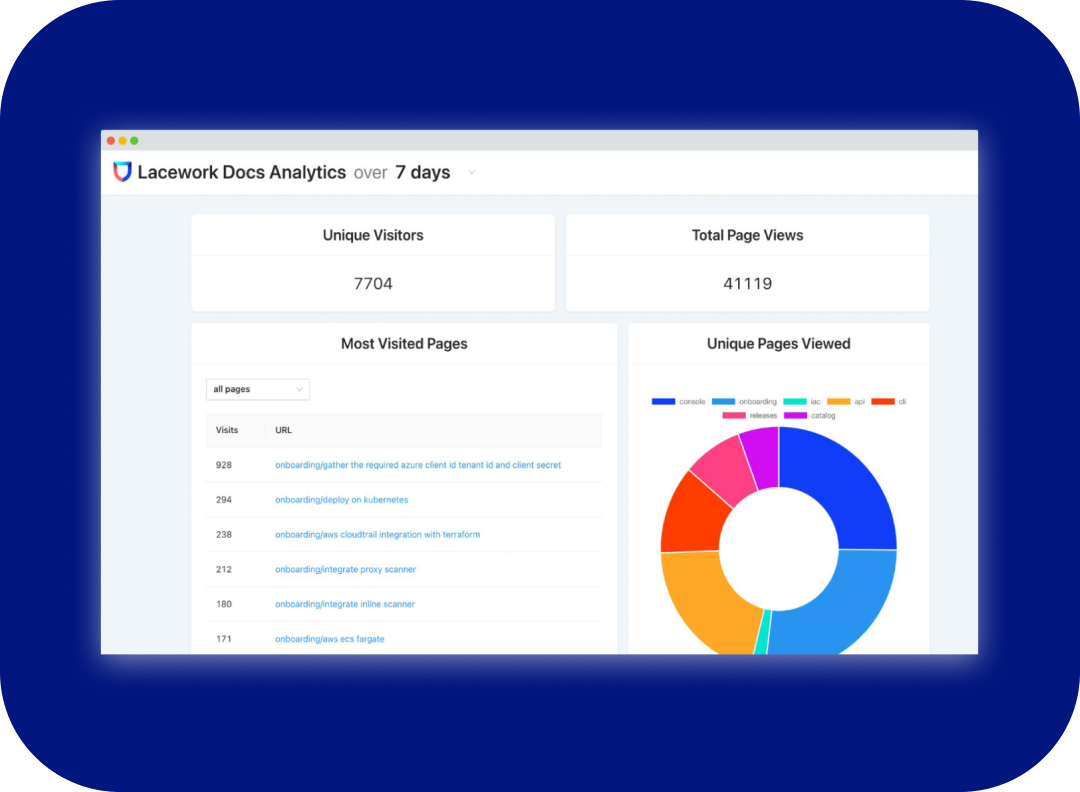 Lacework Docs Analytics over 7 days
Unique Visitors
7704
Total Page Views
41119
Most Visited Pages
all pages
Visits URL
928 onboarding/gather the required azure client id tenant id and client secret
294 onboarding/deploy on kubernetes
238 onboarding/aws cloudtrail integration with terraform
212 onboarding/integrate proxy scanner
180 onboarding/integrate inline scanner
171 onboarding/aws ecs fargate
Unique Pages Viewed
console onboarding iac api cli
releases catalog